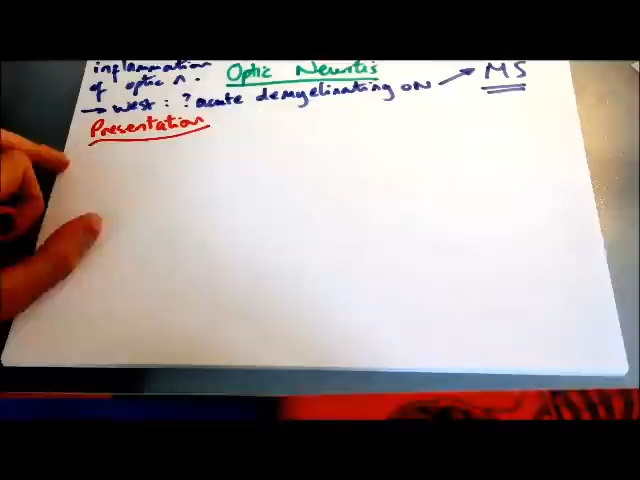 Optic Neuritis
inflammation
of optic n.
→ West: ? acute demyelinating ON → MS
Presentation